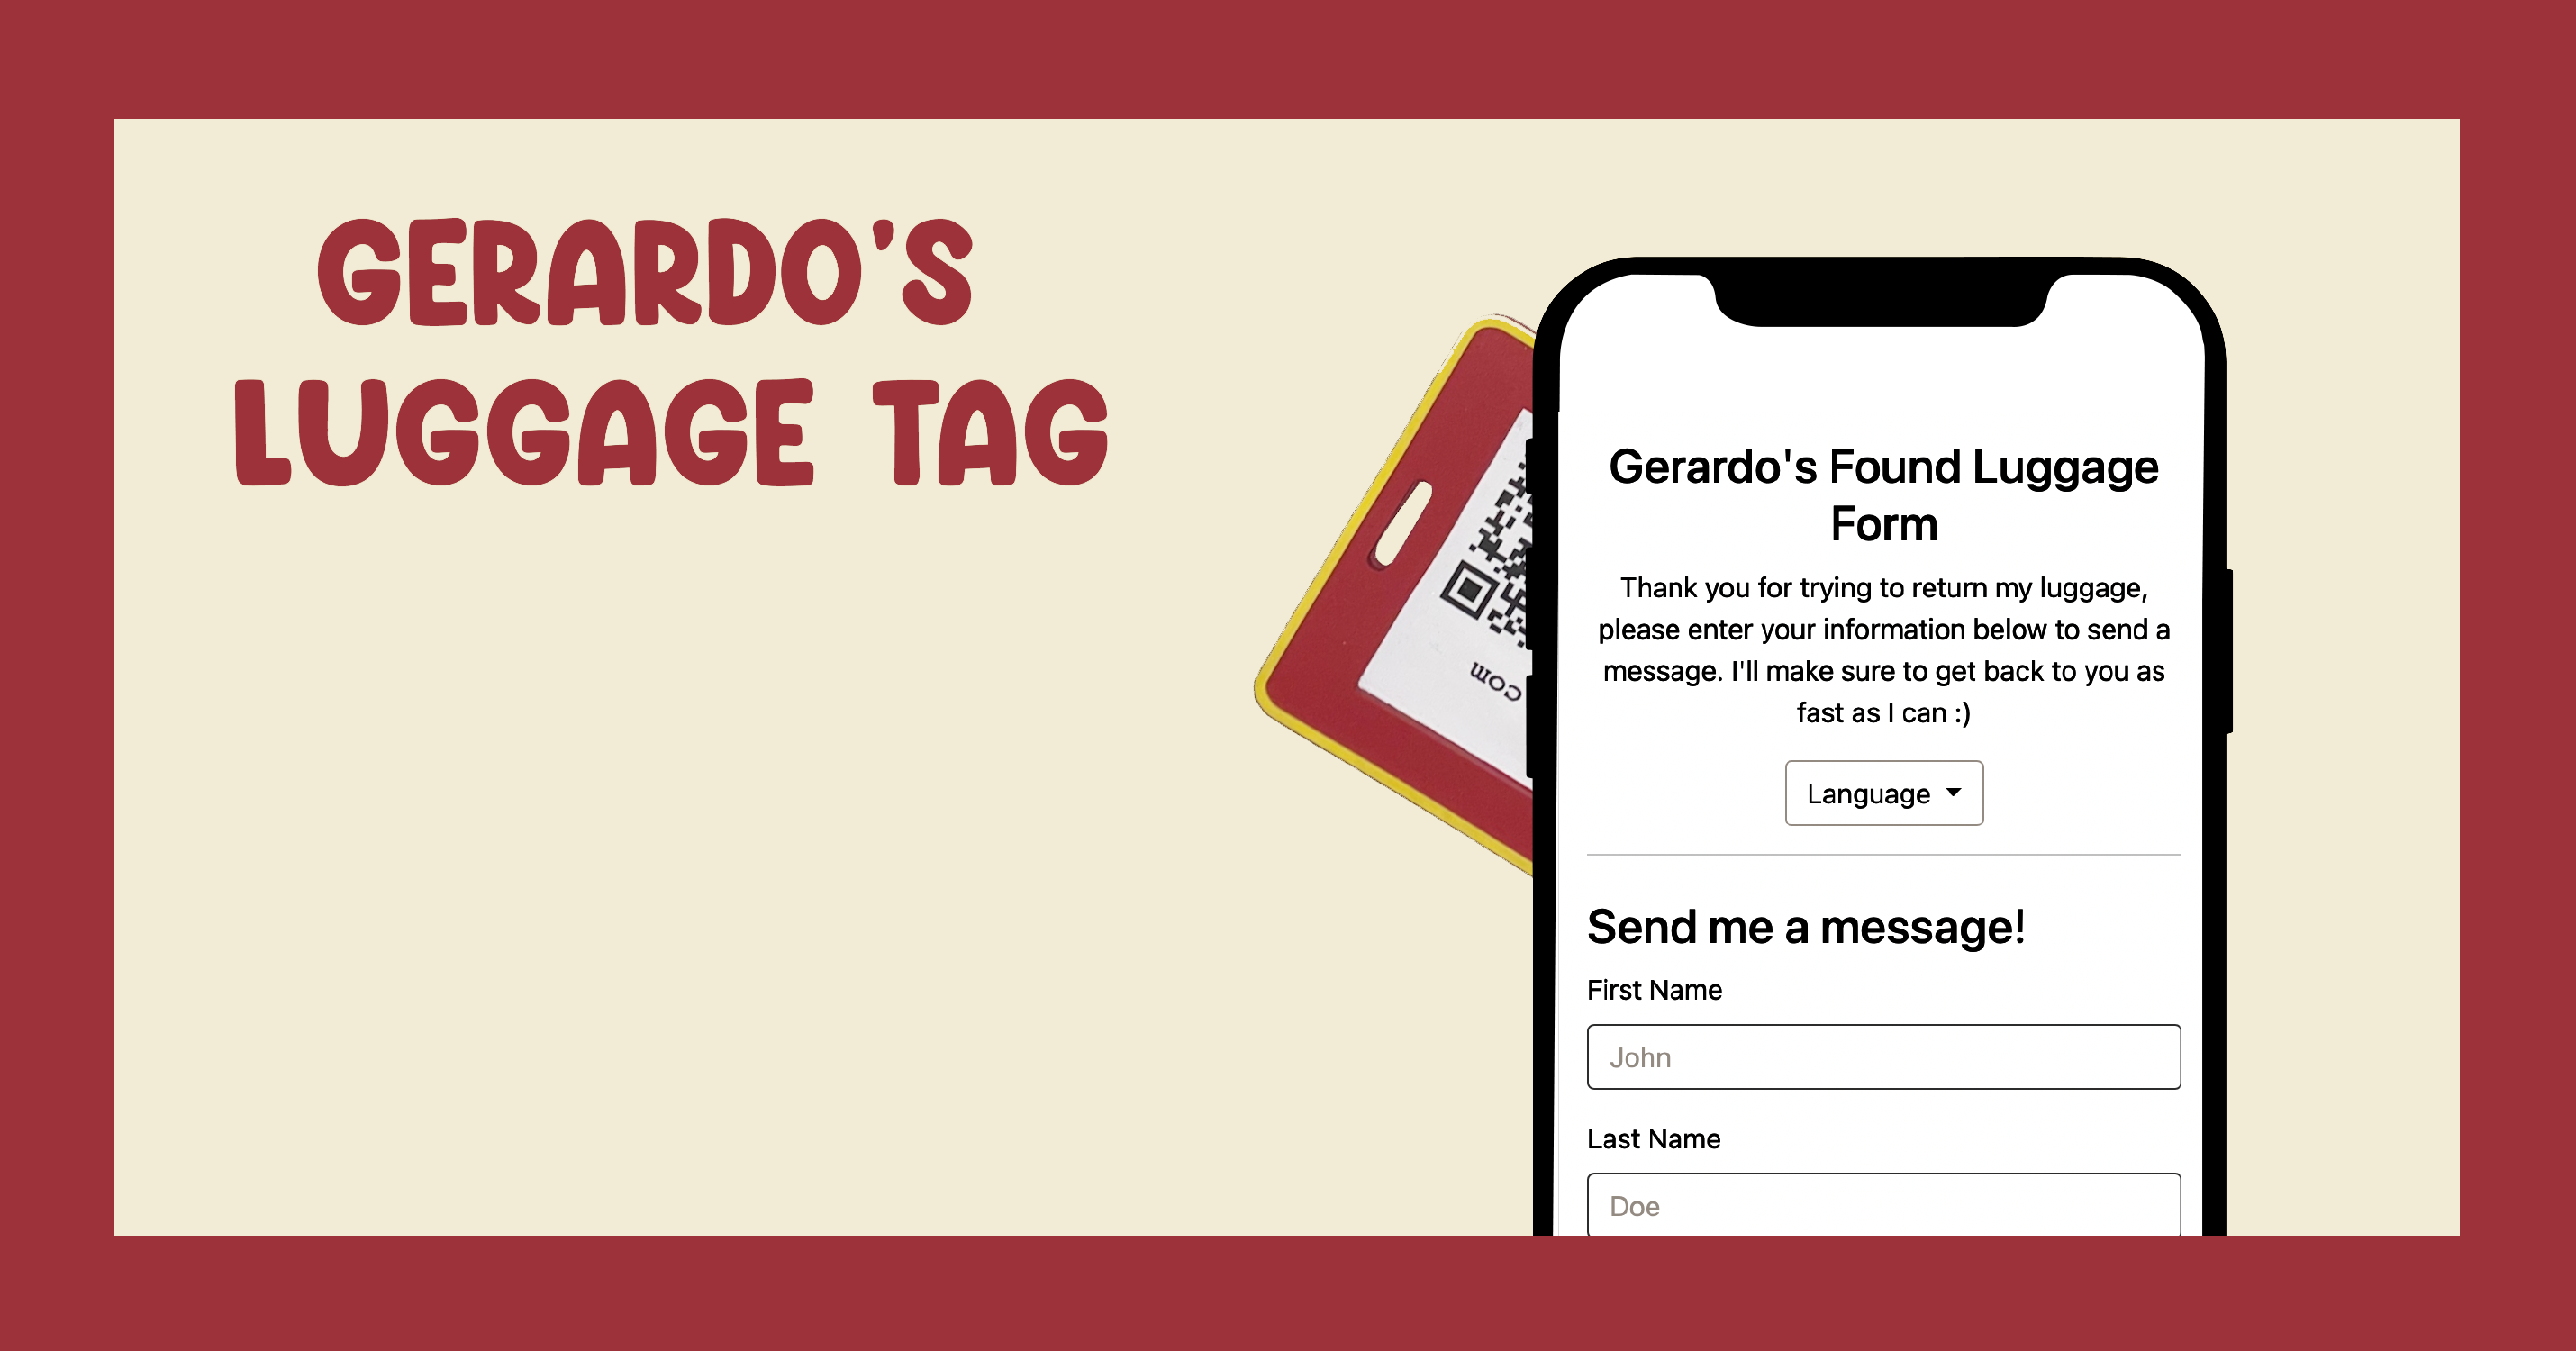 GERARDO'S
LUGGAGE TAG
com
Gerardo's Found Luggage
Form
Thank you for trying to return my luggage,
please enter your information below to send a
message. I'll make sure to get back to you as
fast as I can :)
Language
Send me a message!
First Name
John
Last Name
Doe